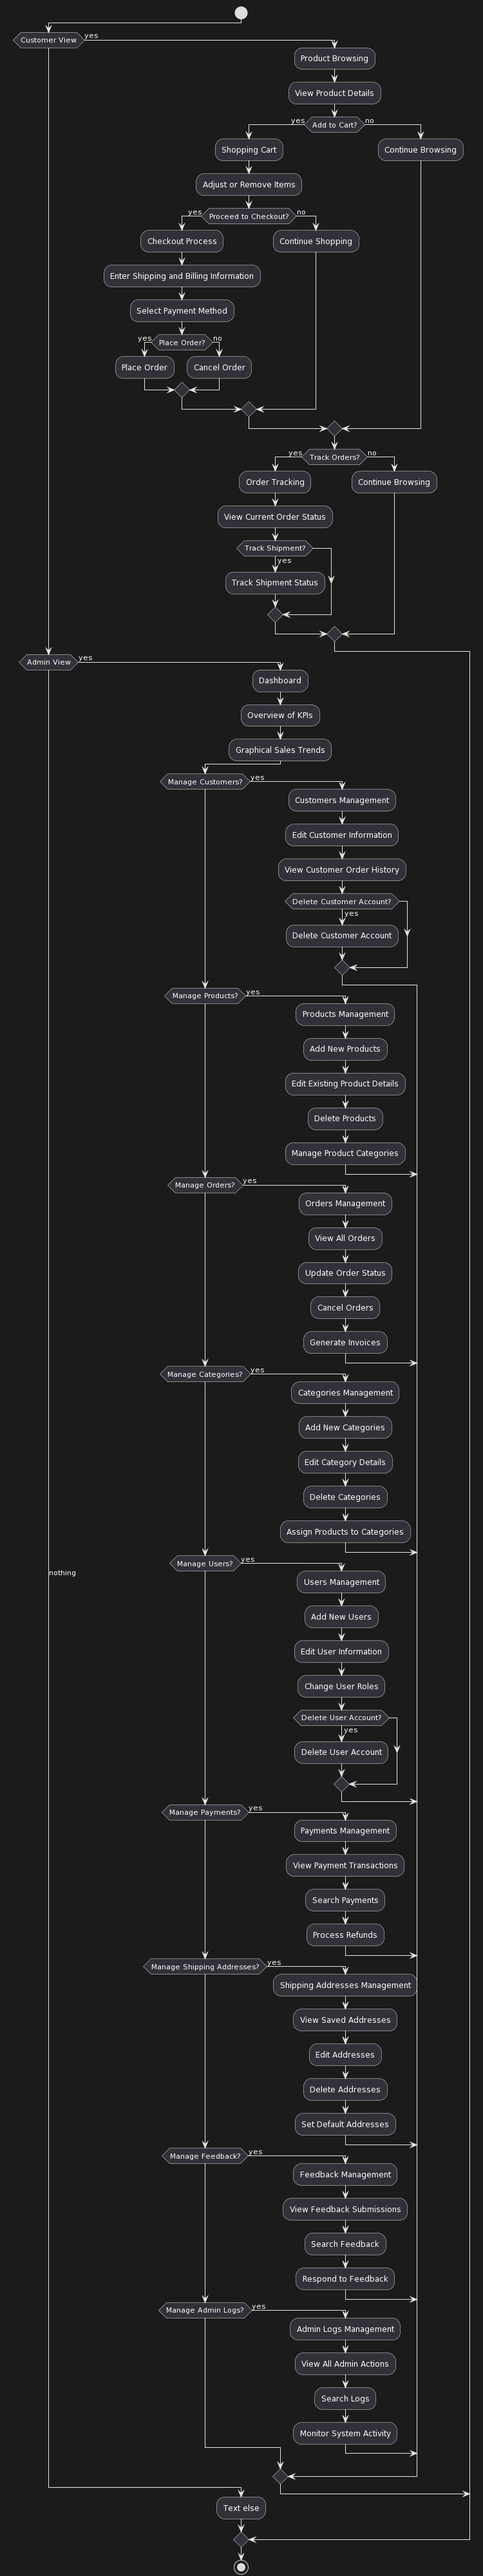 Customer View
yes
Product Browsing
View Product Details
yes
Add to Cart?
no
Shopping Cart
Continue Browsing
Adjust or Remove Items
yes
Proceed to Checkout?
no
Checkout Process
Continue Shopping
Enter Shipping and Billing Information
Select Payment Method
yes
Place Order?
no
Place Order
Cancel Order
yes
Track Orders?
no
Order Tracking
Continue Browsing
View Current Order Status
Track Shipment?
yes
Track Shipment Status
Admin View
yes
Dashboard
Overview of KPIs
Graphical Sales Trends
Manage Customers?
yes
Customers Management
Edit Customer Information
View Customer Order History
Delete Customer Account?
yes
Delete Customer Account
Manage Products?
yes
Products Management
Add New Products
Edit Existing Product Details
Delete Products
Manage Product Categories
Manage Orders?
yes
Orders Management
View All Orders
Update Order Status
Cancel Orders
Generate Invoices
Manage Categories?
yes
Categories Management
Add New Categories
Edit Category Details
Delete Categories
Assign Products to Categories
Manage Users?
yes
nothing
Users Management
Add New Users
Edit User Information
Change User Roles
Delete User Account?
yes
Delete User Account
Manage Payments?
yes
Payments Management
View Payment Transactions
Search Payments
Process Refunds
Manage Shipping Addresses?
yes
Shipping Addresses Management
View Saved Addresses
Edit Addresses
Delete Addresses
Set Default Addresses
Manage Feedback?
yes
Feedback Management
View Feedback Submissions
Search Feedback
Respond to Feedback
Manage Admin Logs?
yes
Admin Logs Management
View All Admin Actions
Search Logs
Monitor System Activity
Text else